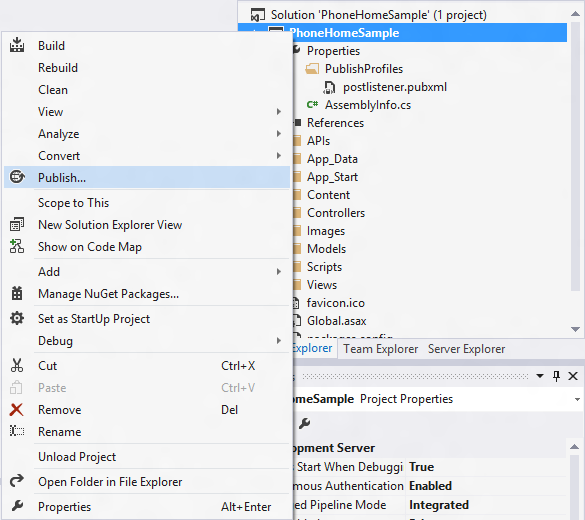 Solution 'PhoneHomeSample' (1 project)
PhoneHomeSample
Properties
PublishProfiles
postlistener.pubxml
C# AssemblyInfo.cs
References
APIs
App_Data
App_Start
Content
Controllers
Images
Models
Scripts
Views
favicon.ico
Global.asax
packages.config
Build
Rebuild
Clean
View
Analyze
Convert
Publish...
Scope to This
New Solution Explorer View
Show on Code Map
Add
Manage NuGet Packages...
Set as StartUp Project
Debug
Cut Ctrl+X
Paste Ctrl+V
Remove Del
Rename
Unload Project
Open Folder in File Explorer
Properties Alt+Enter
Explorer Team Explorer Server Explorer
omeSample Project Properties
opment Server
Start When Debuggi True
mous Authentication Enabled
ed Pipeline Mode Integrated